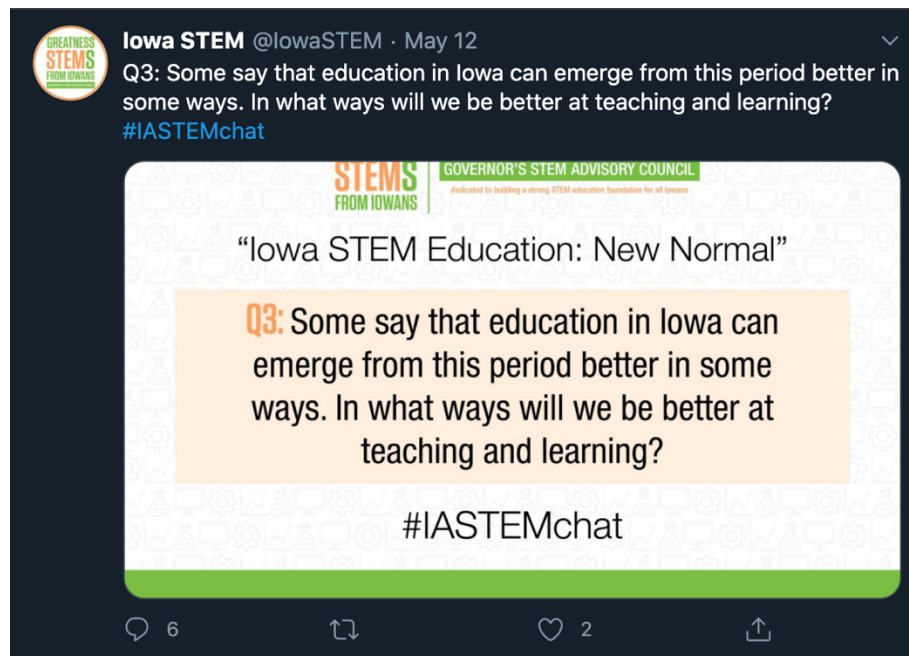 GREATNESS
STEMS
FROM IOWANS
Iowa STEM @IowaSTEM · May 12
Q3: Some say that education in Iowa can emerge from this period better in
some ways. In what ways will we be better at teaching and learning?
#IASTEMchat
STEMS
FROM IOWANS
GOVERNOR'S STEM ADVISORY COUNCIL
dedicated to building a strong STEM education foundation for all Iowans
“Iowa STEM Education: New Normal”
Q3: Some say that education in Iowa can
emerge from this period better in some
ways. In what ways will we be better at
teaching and learning?
#IASTEMchat
6
2